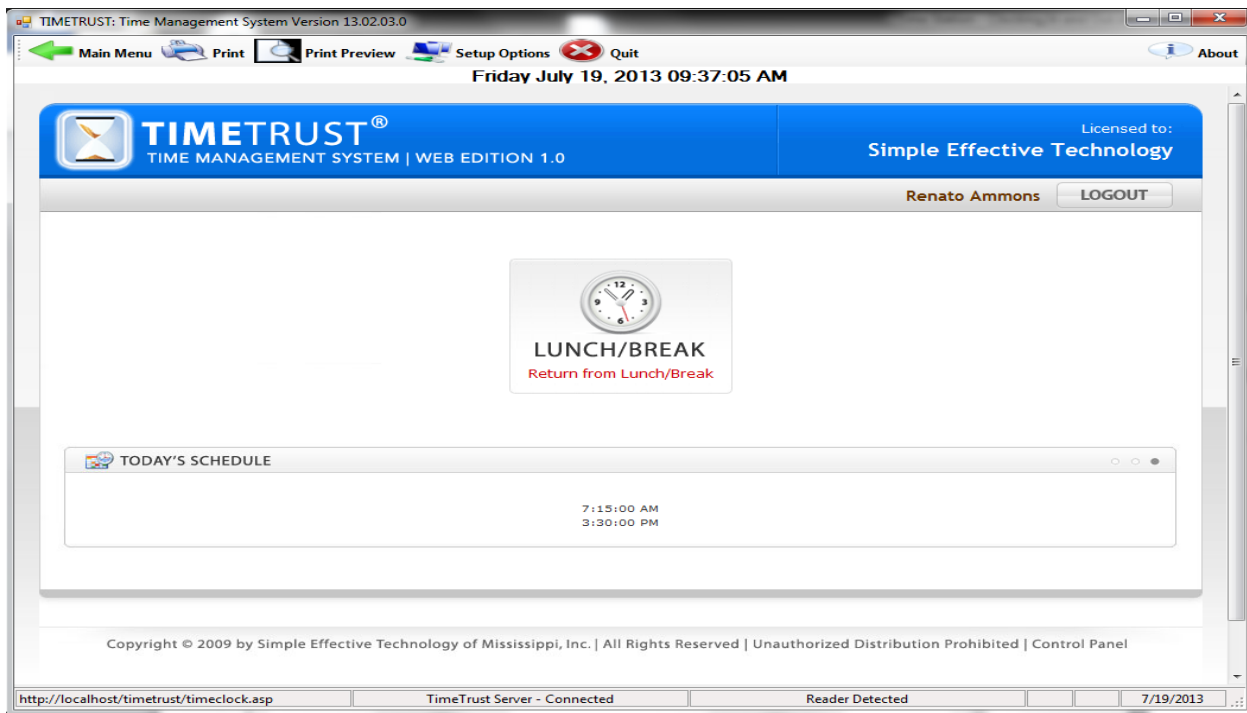 TIMETRUST: Time Management System Version 13.02.03.0
Main Menu Print Print Preview Setup Options Quit About
Friday July 19, 2013 09:37:05 AM
TIMETRUST®
TIME MANAGEMENT SYSTEM | WEB EDITION 1.0
Licensed to:
Simple Effective Technology
Renato Ammons LOGOUT
12
9 3
6
LUNCH/BREAK
Return from Lunch/Break
TODAY'S SCHEDULE
7:15:00 AM
3:30:00 PM
Copyright © 2009 by Simple Effective Technology of Mississippi, Inc. | All Rights Reserved | Unauthorized Distribution Prohibited | Control Panel
http://localhost/timetrust/timeclock.asp TimeTrust Server - Connected Reader Detected 7/19/2013